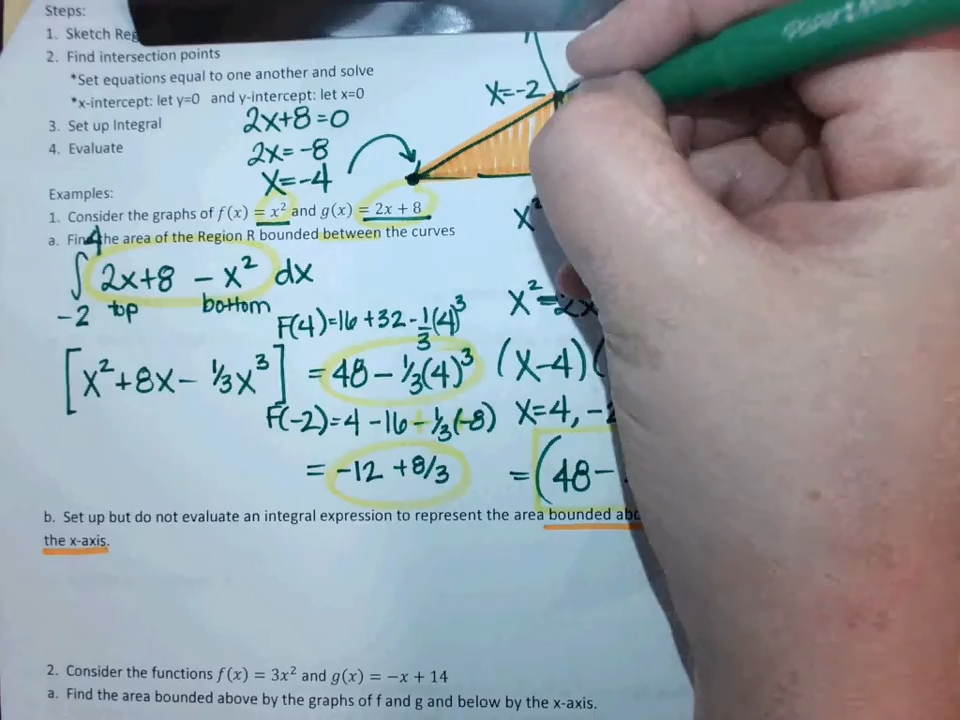 Steps:
1. Sketch Reg
2. Find intersection points
*Set equations equal to one another and solve
*x-intercept: let y=0 and y-intercept: let x=0
3. Set up Integral
4. Evaluate
2x+8=0
2x=-8
x=-4
x=-2
Examples:
1. Consider the graphs of f(x) = x² and g(x) = 2x + 8
a. Find the area of the Region R bounded between the curves
4
∫ 2x+8 - x² dx
-2 top bottom
F(4)=16+32-1/3(4)³
[x²+8x-⅓x³] = 48-⅓(4)³
F(-2)=4-16-⅓(-8)
= -12+8/3
x²
x²=2x
(x-4)(
x=4,-2
=(48-
b. Set up but do not evaluate an integral expression to represent the area bounded abo
the x-axis.
2. Consider the functions f(x) = 3x² and g(x) = -x + 14
a. Find the area bounded above by the graphs of f and g and below by the x-axis.